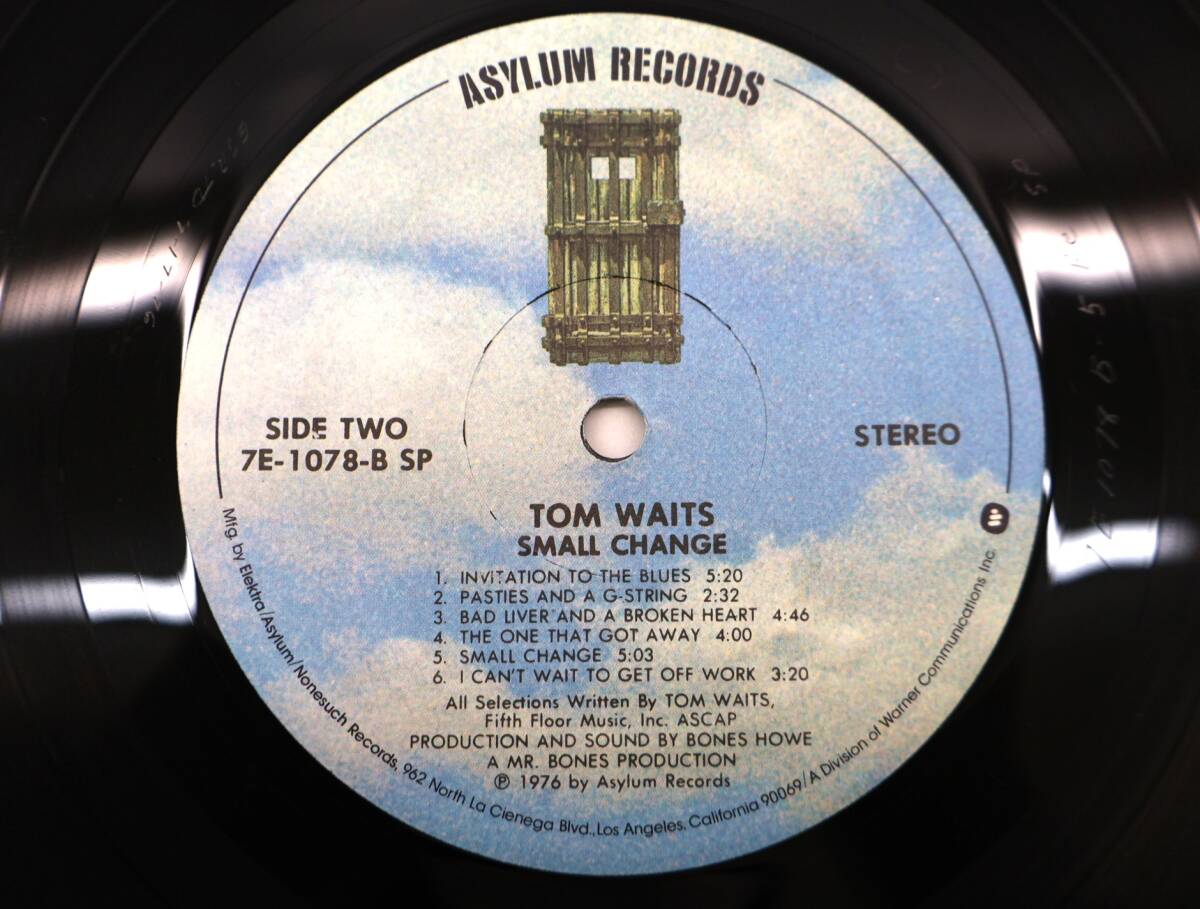 ASYLUM RECORDS
SIDE TWO
7E-1078-B SP
STEREO
TOM WAITS
SMALL CHANGE
1. INVITATION TO THE BLUES 5:20
2. PASTIES AND A G-STRING 2:32
3. BAD LIVER AND A BROKEN HEART 4:46
4. THE ONE THAT GOT AWAY 4:00
5. SMALL CHANGE 5:03
6. I CAN'T WAIT TO GET OFF WORK 3:20
All Selections Written By TOM WAITS,
Fifth Floor Music, Inc. ASCAP
PRODUCTION AND SOUND BY BONES HOWE
A MR. BONES PRODUCTION
℗ 1976 by Asylum Records
Mfg. by Elektra/Asylum/Nonesuch Records, 962 North La Cienega Blvd., Los Angeles, California 90069/A Division of Warner Communications Inc